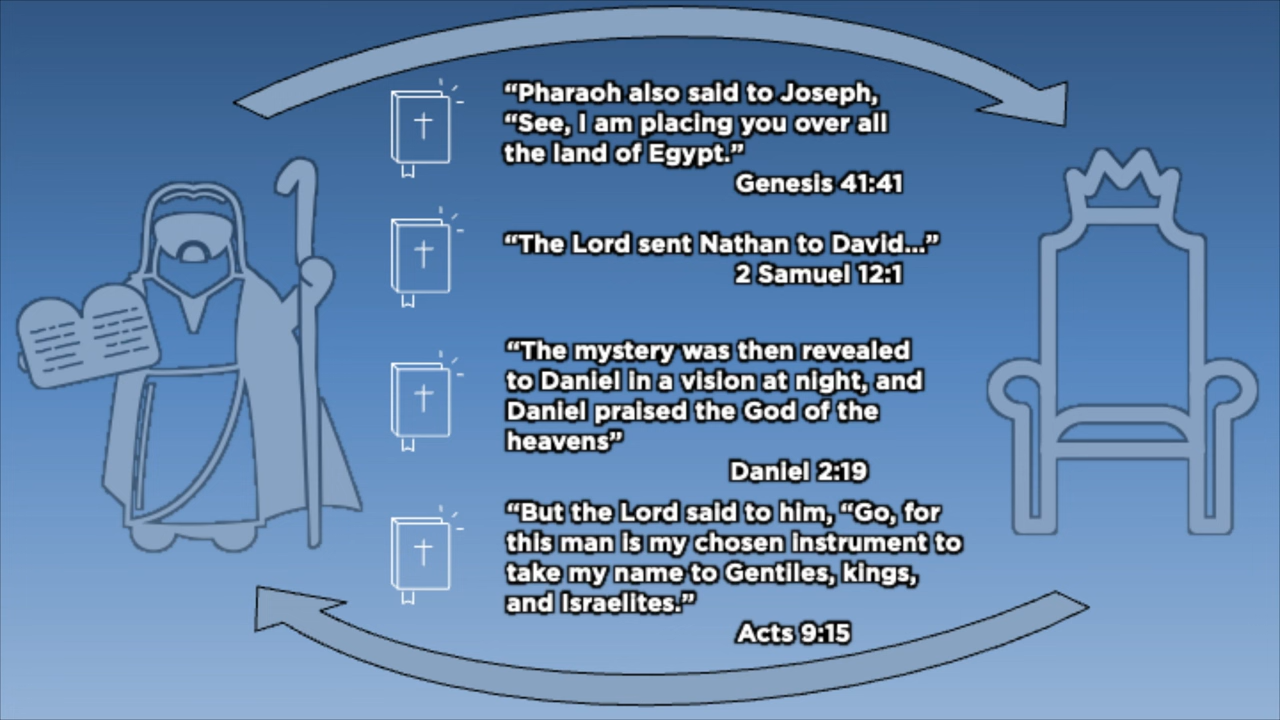 “Pharaoh also said to Joseph,
“See, I am placing you over all
the land of Egypt.”
Genesis 41:41
“The Lord sent Nathan to David...”
2 Samuel 12:1
“The mystery was then revealed
to Daniel in a vision at night, and
Daniel praised the God of the
heavens”
Daniel 2:19
“But the Lord said to him, “Go, for
this man is my chosen instrument to
take my name to Gentiles, kings,
and Israelites.”
Acts 9:15